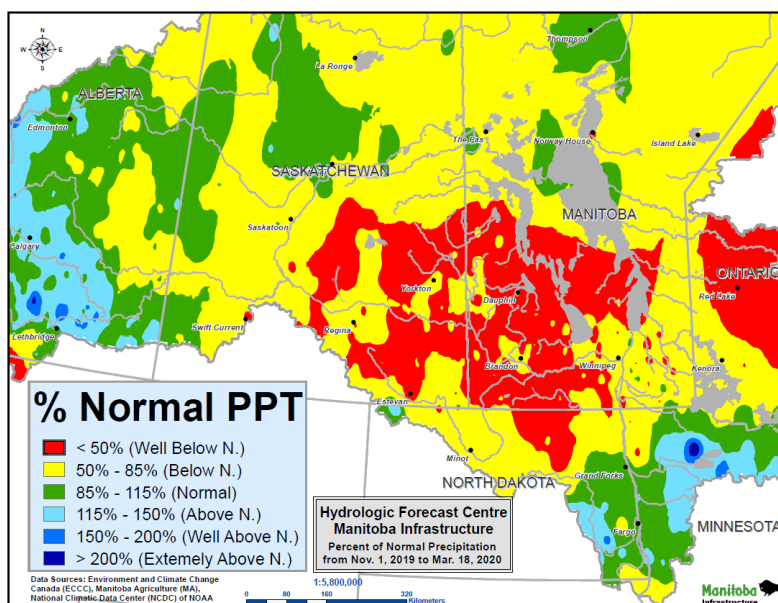 N
W E
S
Thompson
La Ronge
ALBERTA
Edmonton
The Pas
Norway House
Island Lake
SASKATCHEWAN
MANITOBA
Saskatoon
Calgary
ONTARIO
Yorkton
Dauphin
Red Lake
Swift Current
Regina
Lethbridge
Brandon
Winnipeg
Kenora
% Normal PPT
< 50% (Well Below N.)
50% - 85% (Below N.)
85% - 115% (Normal)
115% - 150% (Above N.)
150% - 200% (Well Above N.)
> 200% (Extemely Above N.)
Estevan
Minot
NORTH DAKOTA
Grand Forks
Fargo
MINNESOTA
Hydrologic Forecast Centre
Manitoba Infrastructure
Percent of Normal Precipitation
from Nov. 1, 2019 to Mar. 18, 2020
Data Sources: Environment and Climate Change
Canada (ECCC), Manitoba Agriculture (MA),
National Climatic Data Center (NCDC) of NOAA
1:5,800,000
0 80 160 320
Kilometers
Manitoba
Infrastructure